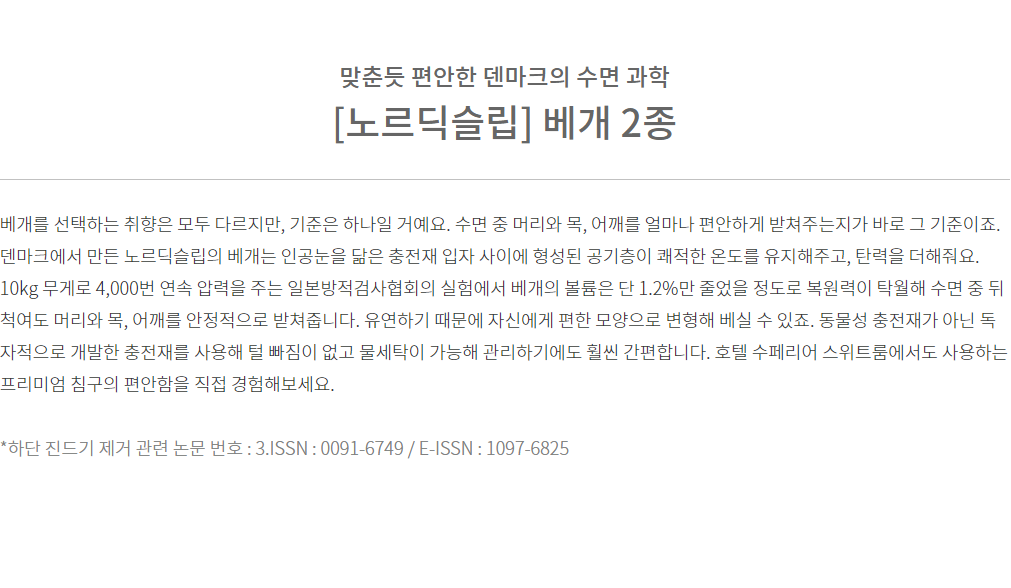 맞춘듯 편안한 덴마크의 수면 과학
[노르딕슬립] 베개 2종
베개를 선택하는 취향은 모두 다르지만, 기준은 하나일 거예요. 수면 중 머리와 목, 어깨를 얼마나 편안하게 받쳐주는지가 바로 그 기준이죠.
덴마크에서 만든 노르딕슬립의 베개는 인공눈을 닮은 충전재 입자 사이에 형성된 공기층이 쾌적한 온도를 유지해주고, 탄력을 더해줘요.
10kg 무게로 4,000번 연속 압력을 주는 일본방적검사협회의 실험에서 베개의 볼륨은 단 1.2%만 줄었을 정도로 복원력이 탁월해 수면 중 뒤
척여도 머리와 목, 어깨를 안정적으로 받쳐줍니다. 유연하기 때문에 자신에게 편한 모양으로 변형해 베실 수 있죠. 동물성 충전재가 아닌 독
자적으로 개발한 충전재를 사용해 털 빠짐이 없고 물세탁이 가능해 관리하기에도 훨씬 간편합니다. 호텔 수페리어 스위트룸에서도 사용하는
프리미엄 침구의 편안함을 직접 경험해보세요.
*하단 진드기 제거 관련 논문 번호 : 3.ISSN : 0091-6749 / E-ISSN : 1097-6825